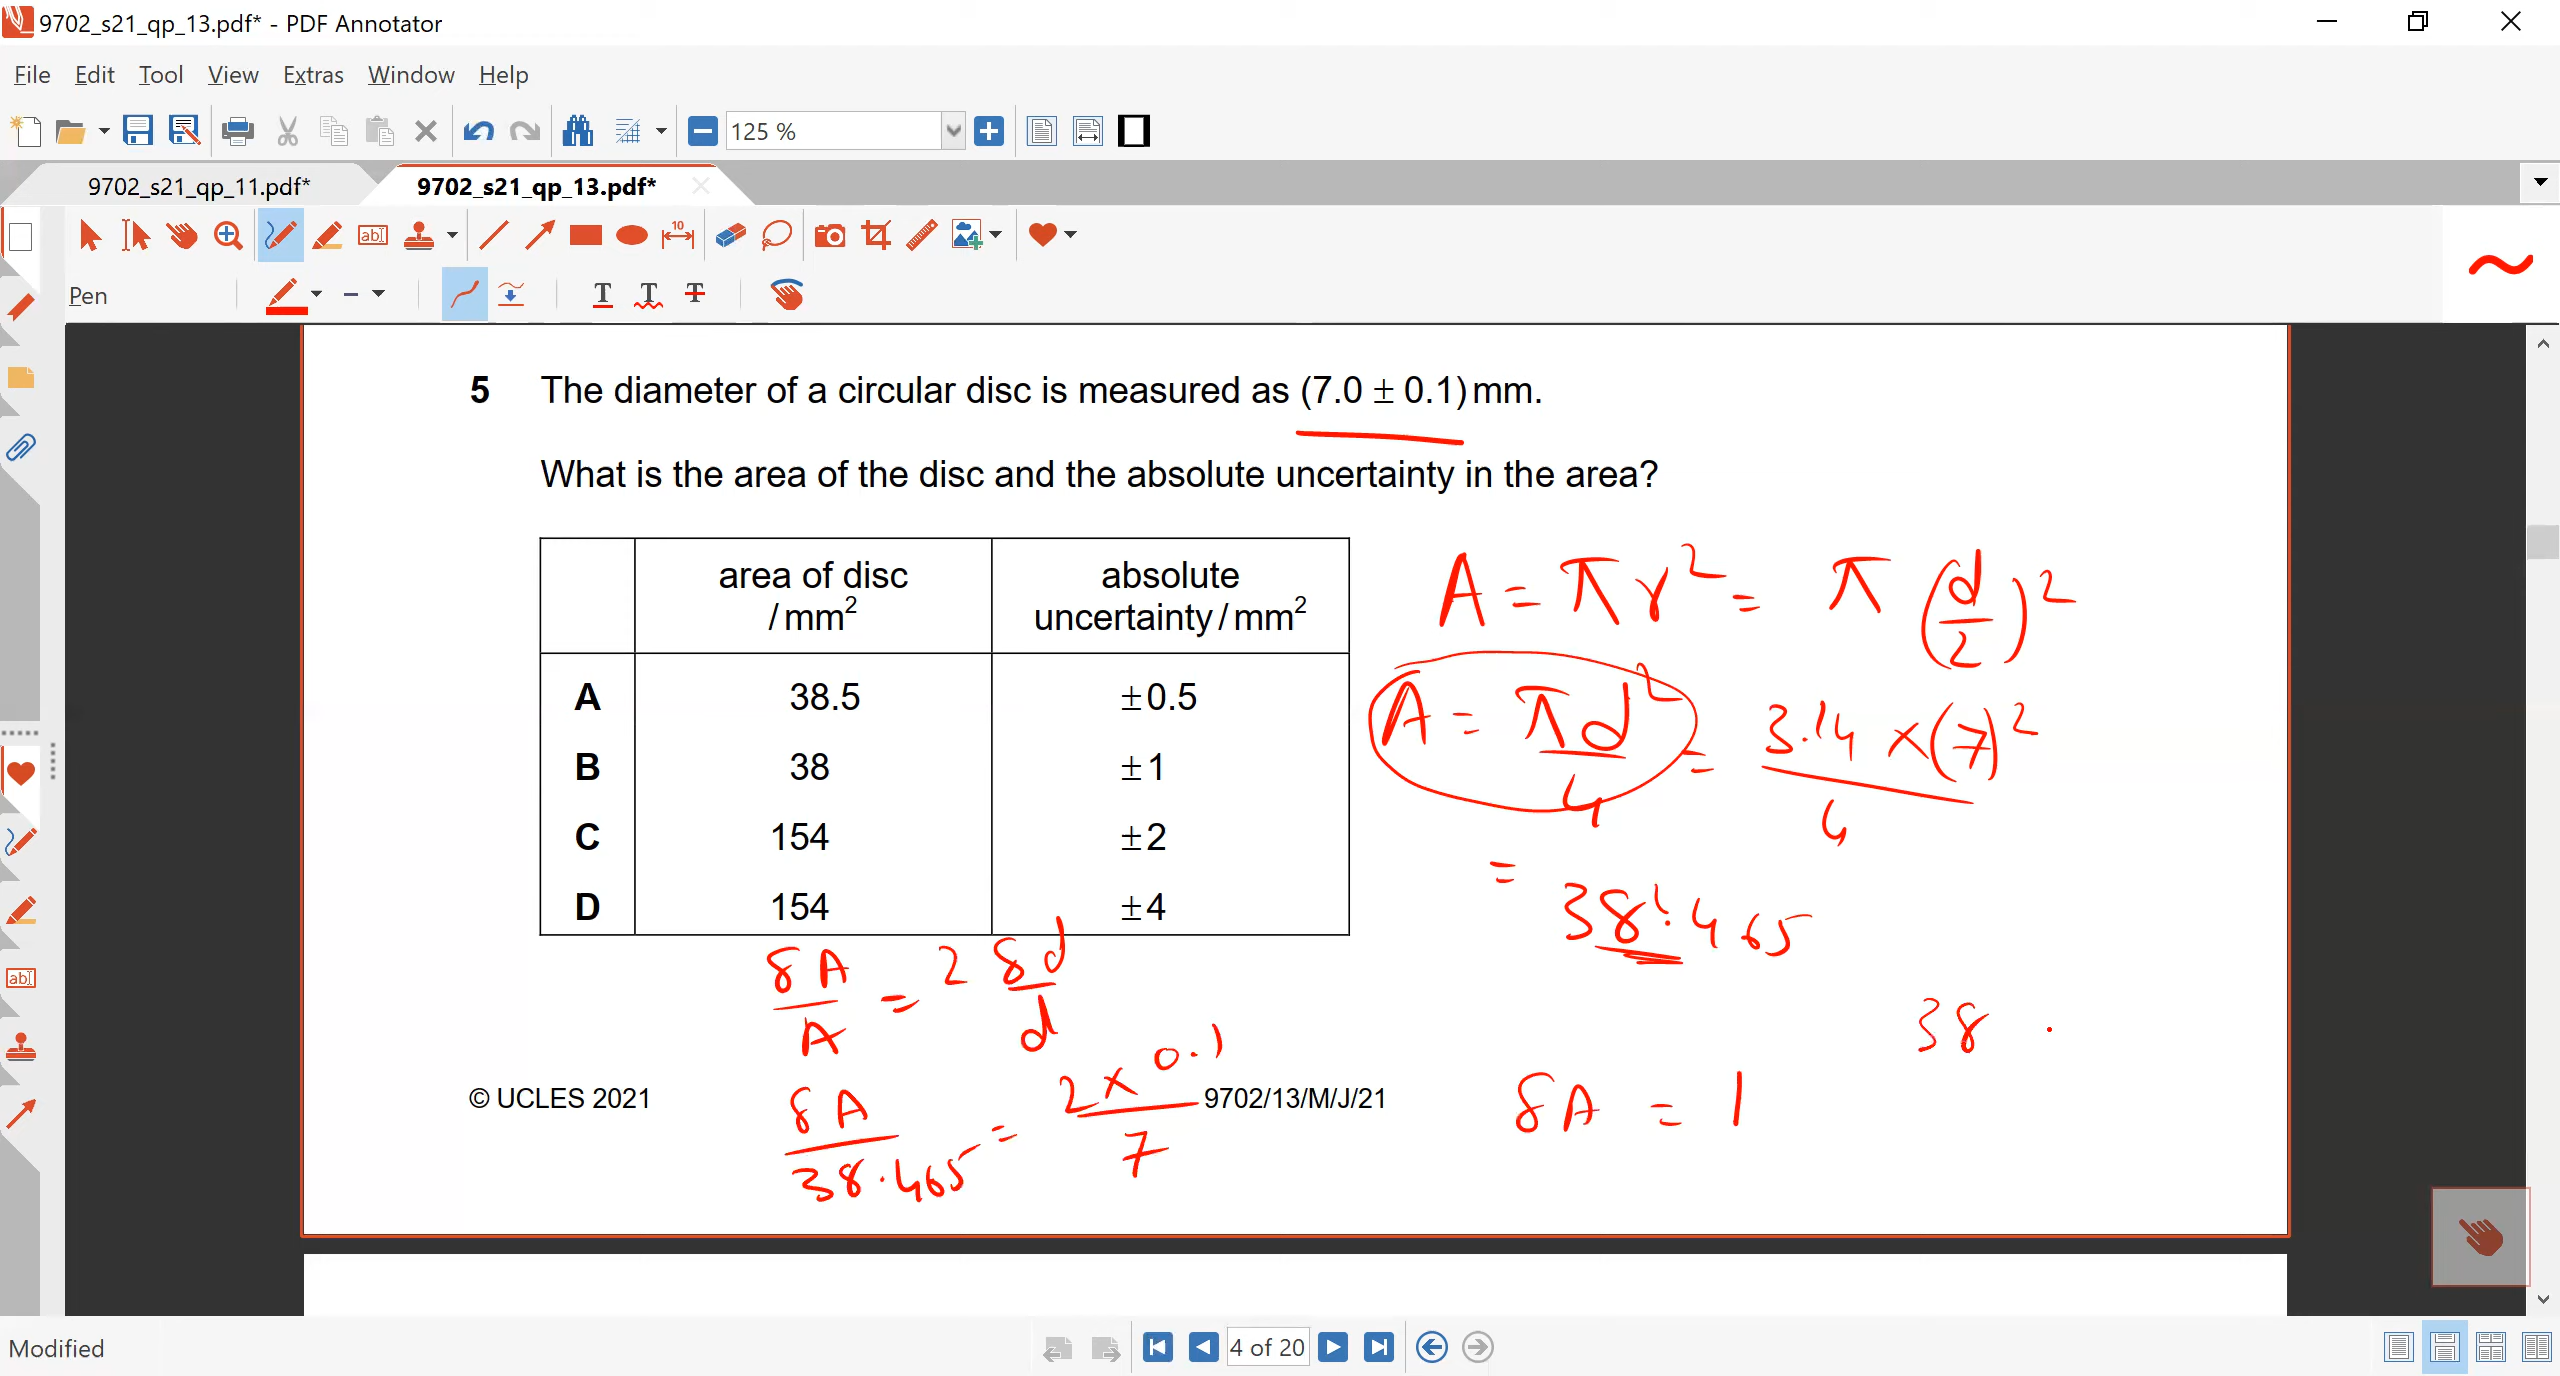 9702_s21_qp_13.pdf* - PDF Annotator
File Edit Tool View Extras Window Help
125 %
9702_s21_qp_11.pdf* 9702_s21_qp_13.pdf*
Pen
5 The diameter of a circular disc is measured as (7.0 ± 0.1) mm.
What is the area of the disc and the absolute uncertainty in the area?
area of disc / mm² absolute uncertainty / mm²
A 38.5 ±0.5
B 38 ±1
C 154 ±2
D 154 ±4
A = πr² = π (d/2)²
A = πd²/4 = 3.14 × (7)²/4
= 38.465
38 .
δA/A = 2 δd/d
δA/38.465 = 2 × 0.1/7
δA = 1
© UCLES 2021 9702/13/M/J/21
Modified 4 of 20